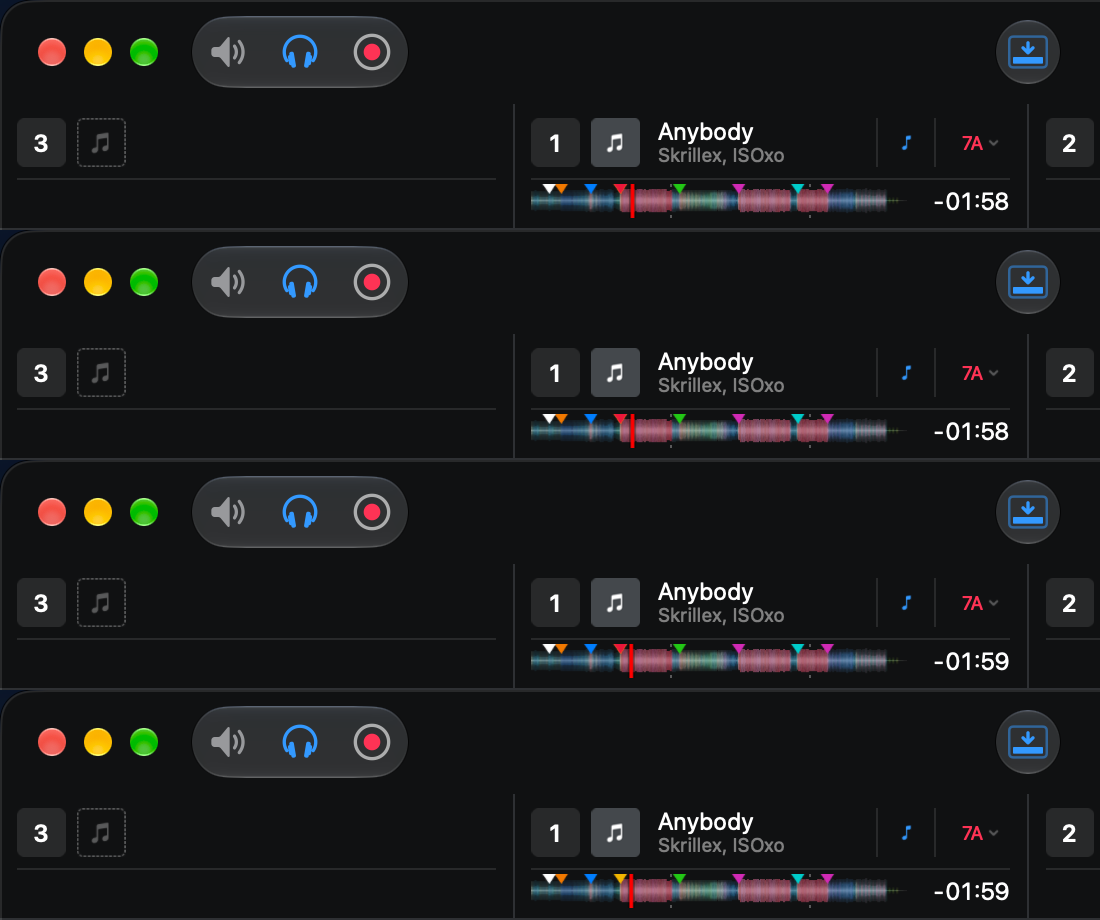 3
1
Anybody
Skrillex, ISOxo
7A
2
-01:58
3
1
Anybody
Skrillex, ISOxo
7A
2
-01:58
3
1
Anybody
Skrillex, ISOxo
7A
2
-01:59
3
1
Anybody
Skrillex, ISOxo
7A
2
-01:59